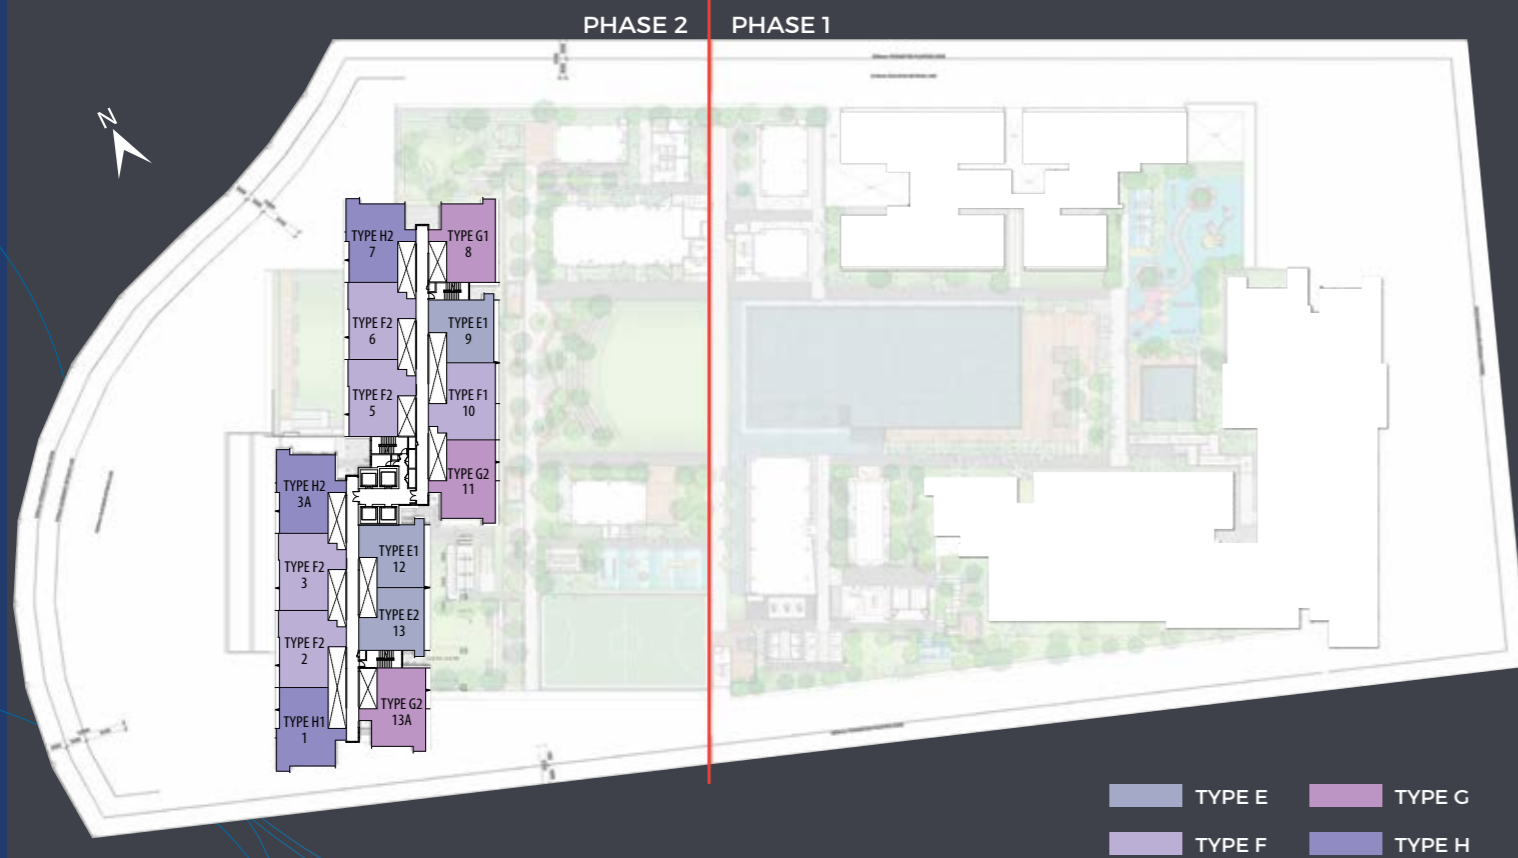 PHASE 2
PHASE 1
N
TYPE H2
7
TYPE G1
8
TYPE F2
6
TYPE E1
9
TYPE F2
5
TYPE F1
10
TYPE G2
11
TYPE H2
3A
TYPE E1
12
TYPE F2
3
TYPE E2
13
TYPE F2
2
TYPE G2
13A
TYPE H1
1
TYPE E
TYPE G
TYPE F
TYPE H